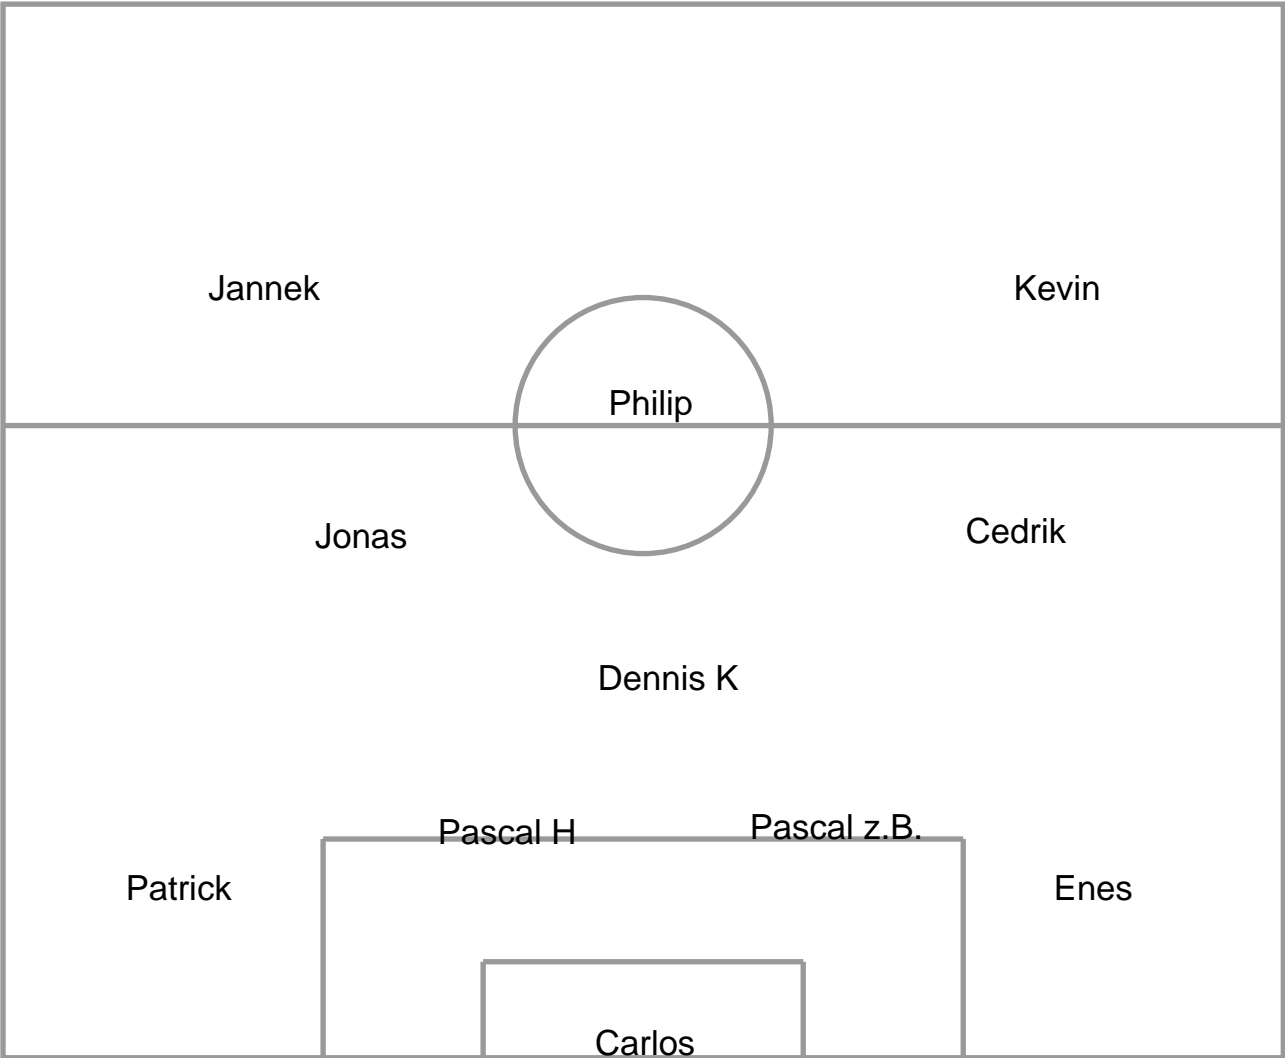 Jannek
Kevin
Philip
Jonas
Cedrik
Dennis K
Pascal H
Pascal z.B.
Patrick
Enes
Carlos